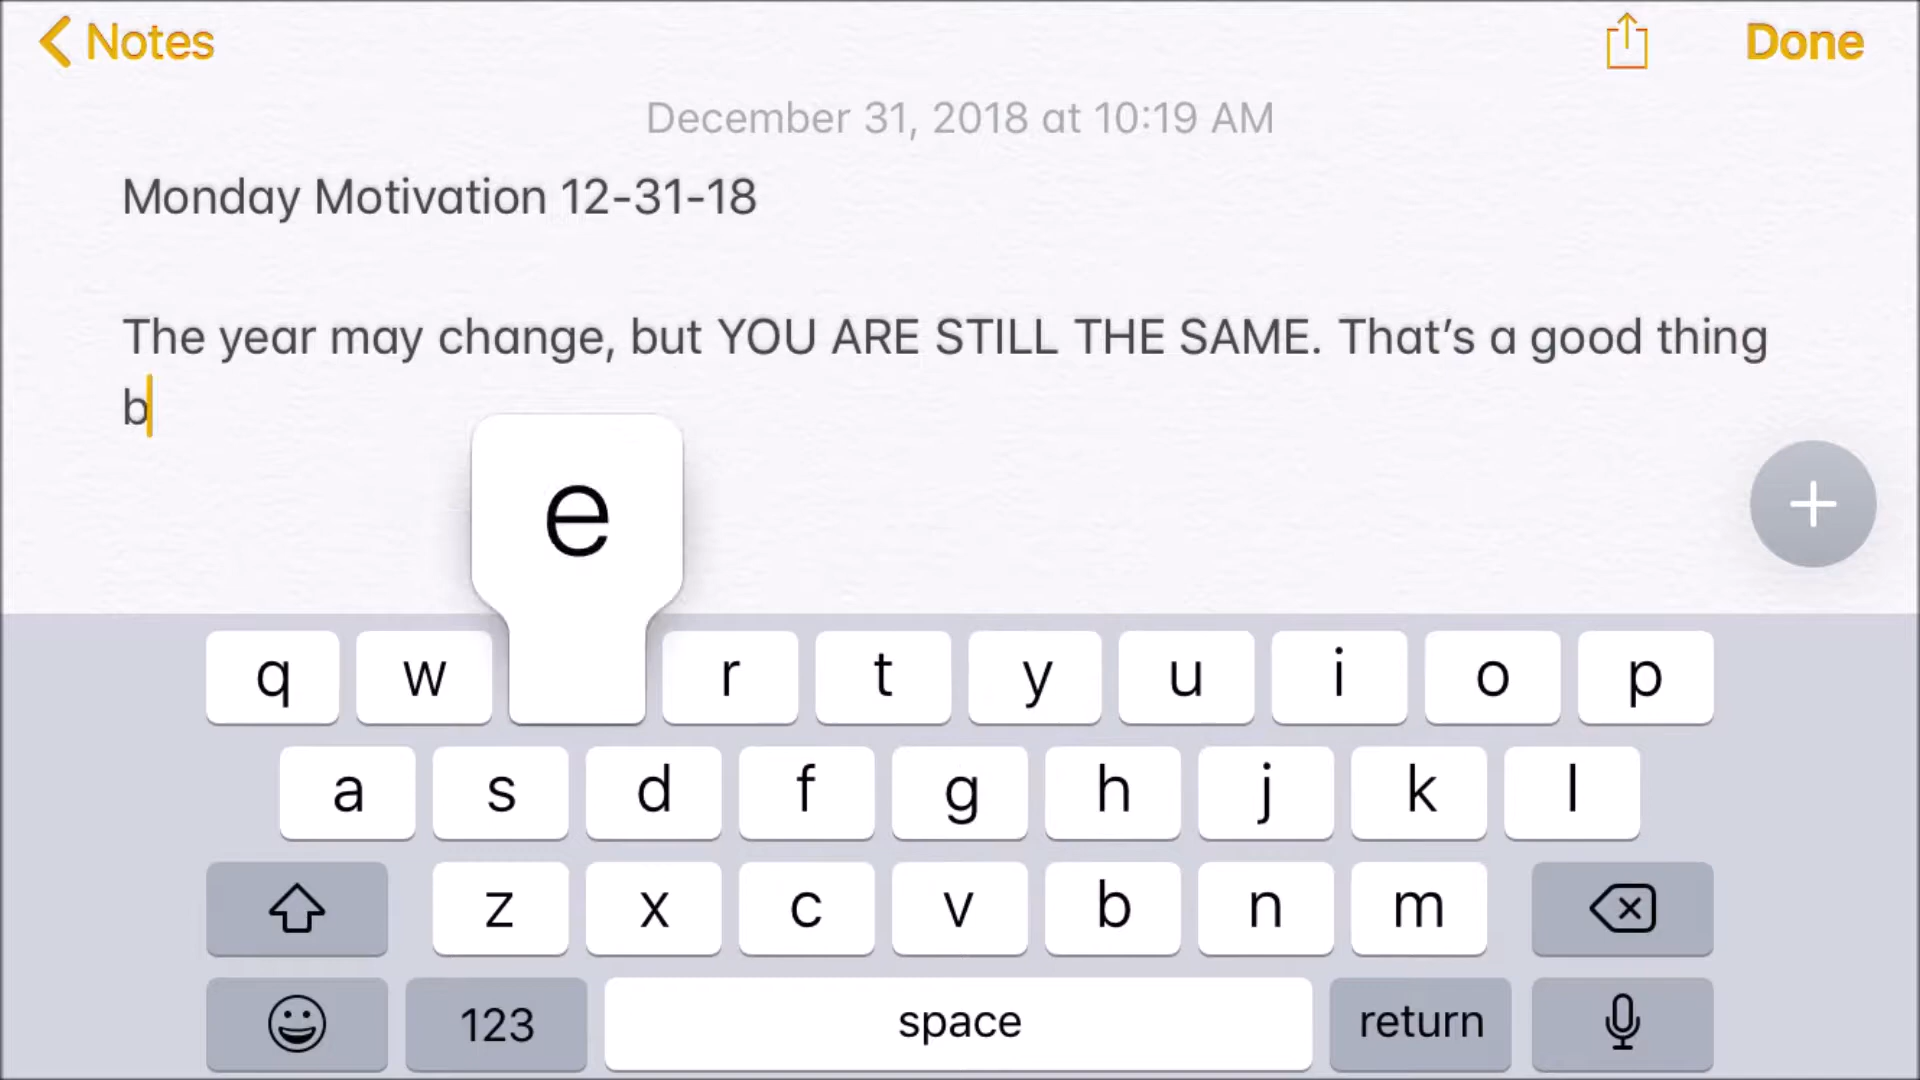 Notes
Done
December 31, 2018 at 10:19 AM
Monday Motivation 12-31-18
The year may change, but YOU ARE STILL THE SAME. That’s a good thing
b
e
q w r t y u i o p
a s d f g h j k l
z x c v b n m
123 space return